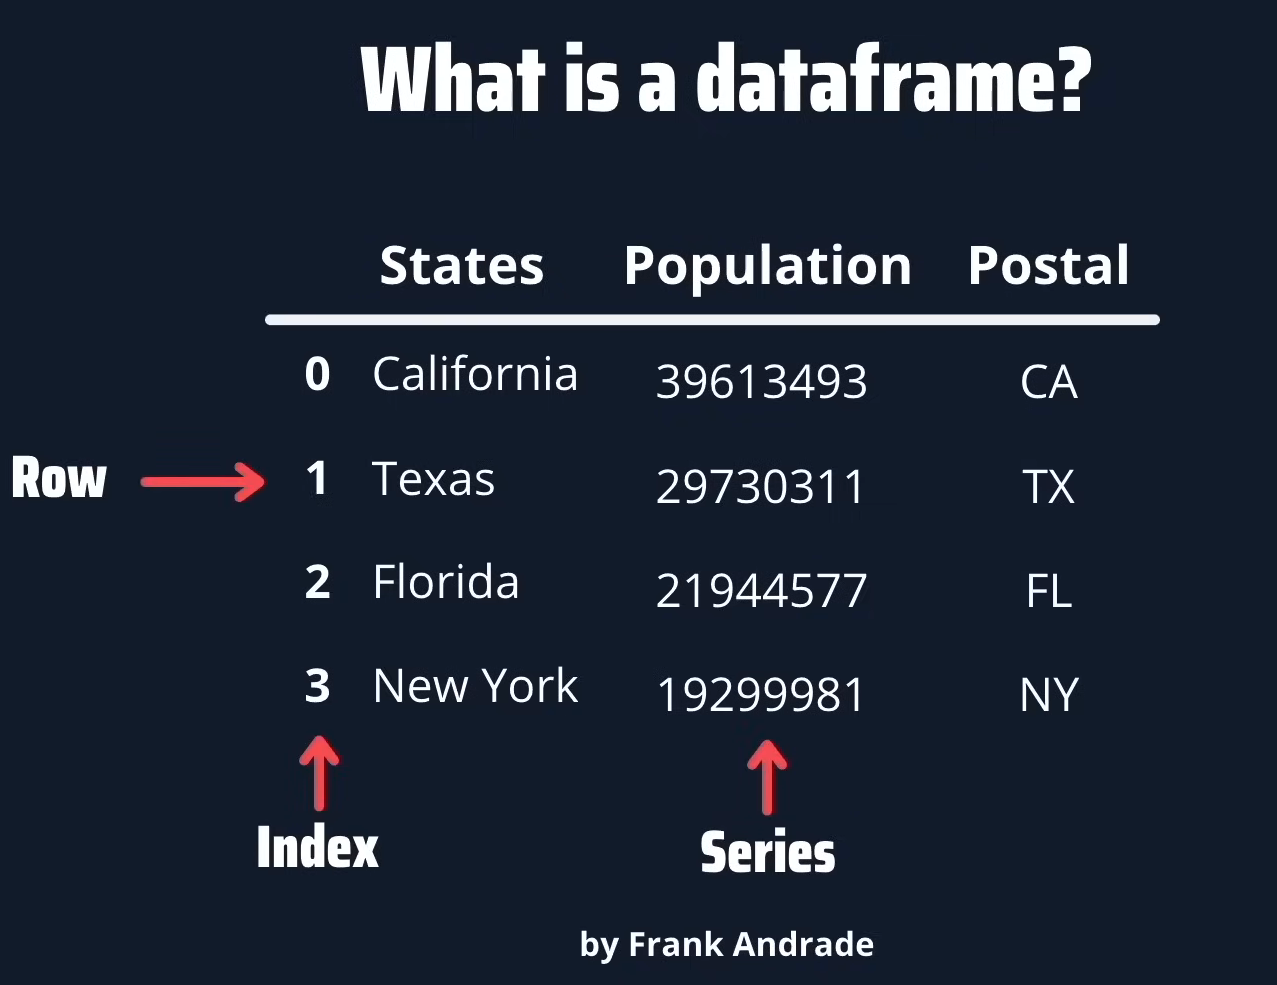 What is a dataframe?
States Population Postal
0 California 39613493 CA
Row 1 Texas 29730311 TX
2 Florida 21944577 FL
3 New York 19299981 NY
Index Series
by Frank Andrade